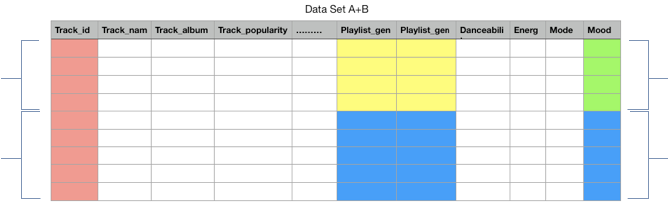 Data Set A+B
Track_id Track_nam Track_album Track_popularity ......... Playlist_gen Playlist_gen Danceabili Energ Mode Mood